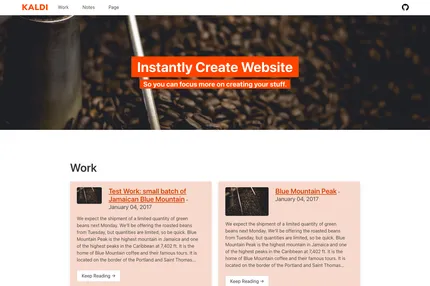 KALDI Work Notes Page
Instantly Create Website
So you can focus more on creating your stuff.
Work
Test Work: small batch of
Jamaican Blue Mountain -
January 04, 2017
We expect the shipment of a limited quantity of green
beans next Monday. We'll be offering the roasted beans
from Tuesday, but quantities are limited, so be quick. Blue
Mountain Peak is the highest mountain in Jamaica and one
of the highest peaks in the Caribbean at 7,402 ft. It is the
home of Blue Mountain coffee and their famous tours. It is
located on the border of the Portland and Saint Thomas...
Keep Reading →
Blue Mountain Peak -
January 04, 2017
We expect the shipment of a limited quantity of green
beans next Monday. We'll be offering the roasted beans
from Tuesday, but quantities are limited, so be quick. Blue
Mountain Peak is the highest mountain in Jamaica and one
of the highest peaks in the Caribbean at 7,402 ft. It is the
home of Blue Mountain coffee and their famous tours. It is
located on the border of the Portland and Saint Thomas...
Keep Reading →